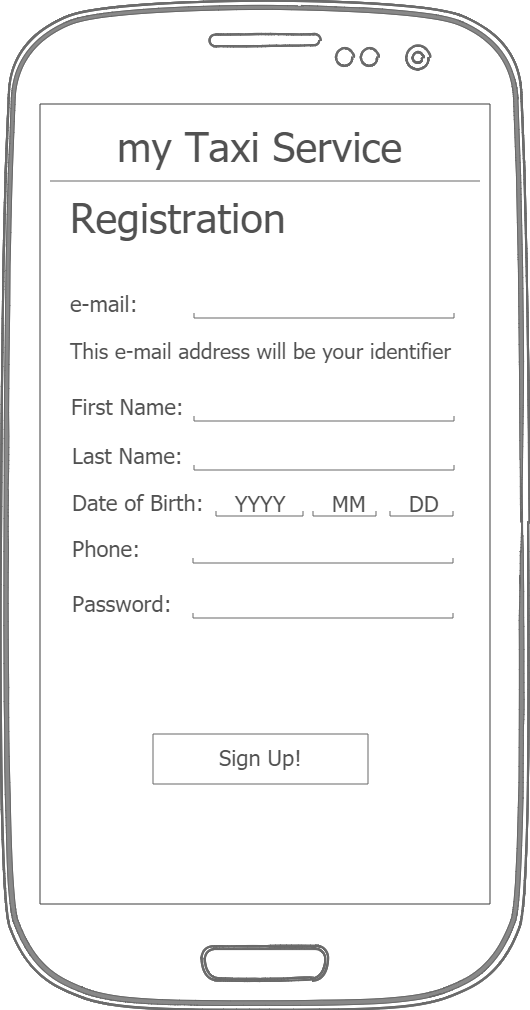 my Taxi Service
Registration
e-mail:
This e-mail address will be your identifier
First Name:
Last Name:
Date of Birth: YYYY MM DD
Phone:
Password:
Sign Up!